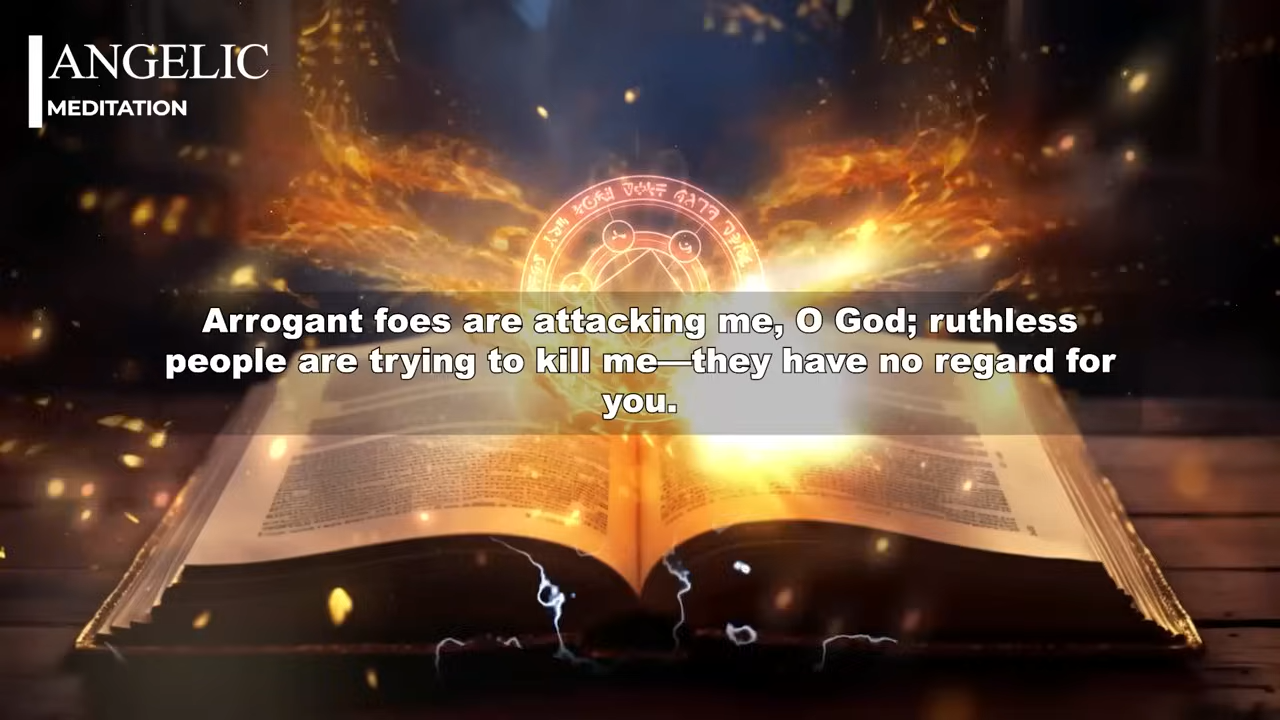 ANGELIC
MEDITATION
Arrogant foes are attacking me, O God; ruthless
people are trying to kill me—they have no regard for
you.